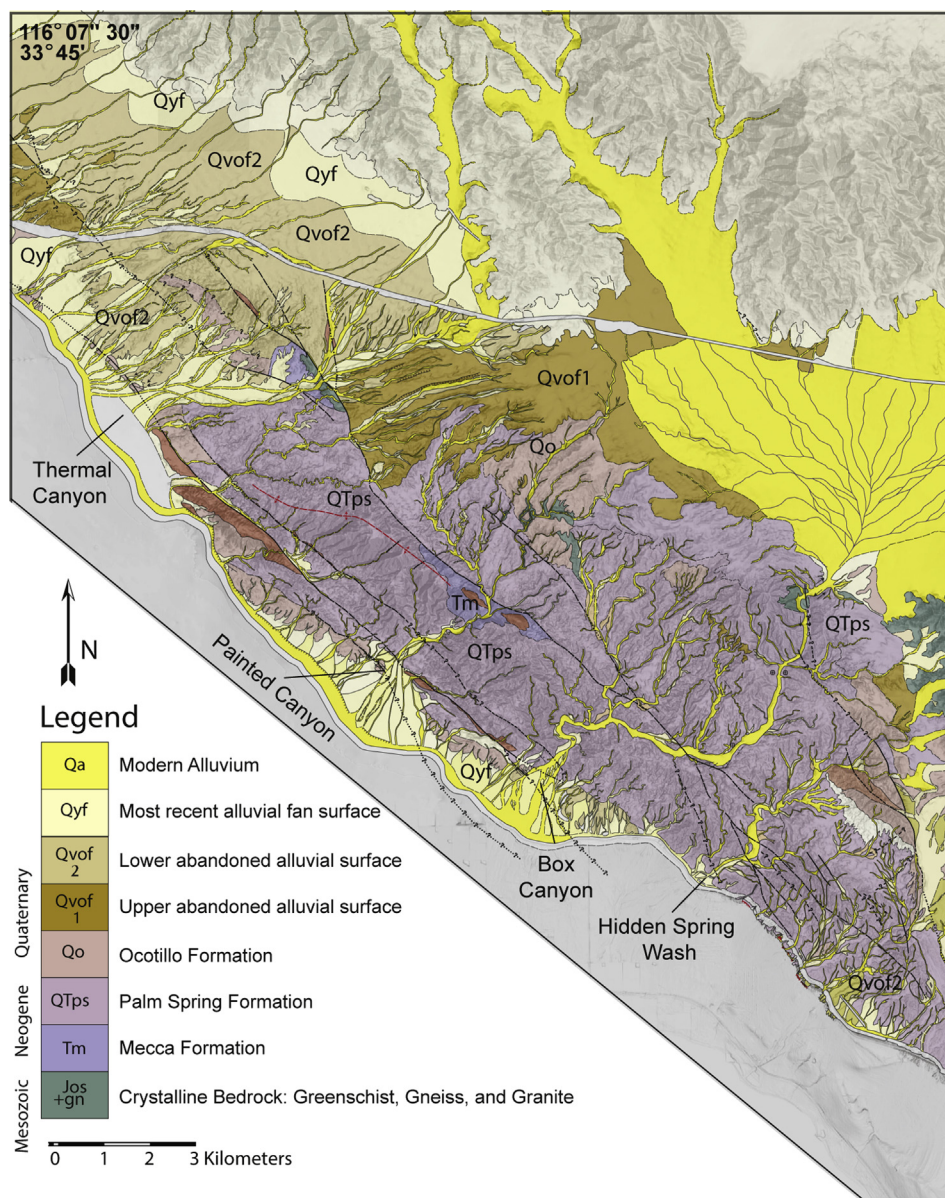 116° 07" 30"
33° 45'
Qyf
Qvof2
Qyf
Qvof2
Qyf
Qvof2
Qvof1
Qo
Thermal
Canyon
QTps
Tm
QTps
QTps
N
Painted Canyon
Qyf
Box
Canyon
Hidden Spring
Wash
Qvof2
Legend
Quaternary
Neogene
Mesozoic
Qa Modern Alluvium
Qyf Most recent alluvial fan surface
Qvof
2 Lower abandoned alluvial surface
Qvof
1 Upper abandoned alluvial surface
Qo Ocotillo Formation
QTps Palm Spring Formation
Tm Mecca Formation
Jos
+gn Crystalline Bedrock: Greenschist, Gneiss, and Granite
0 1 2 3 Kilometers